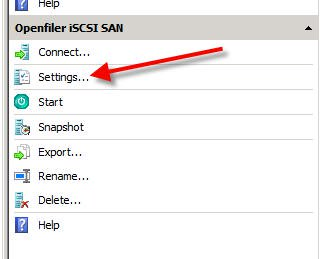 Help
Openfiler iSCSI SAN
Connect...
Settings...
Start
Snapshot
Export...
Rename...
Delete...
Help